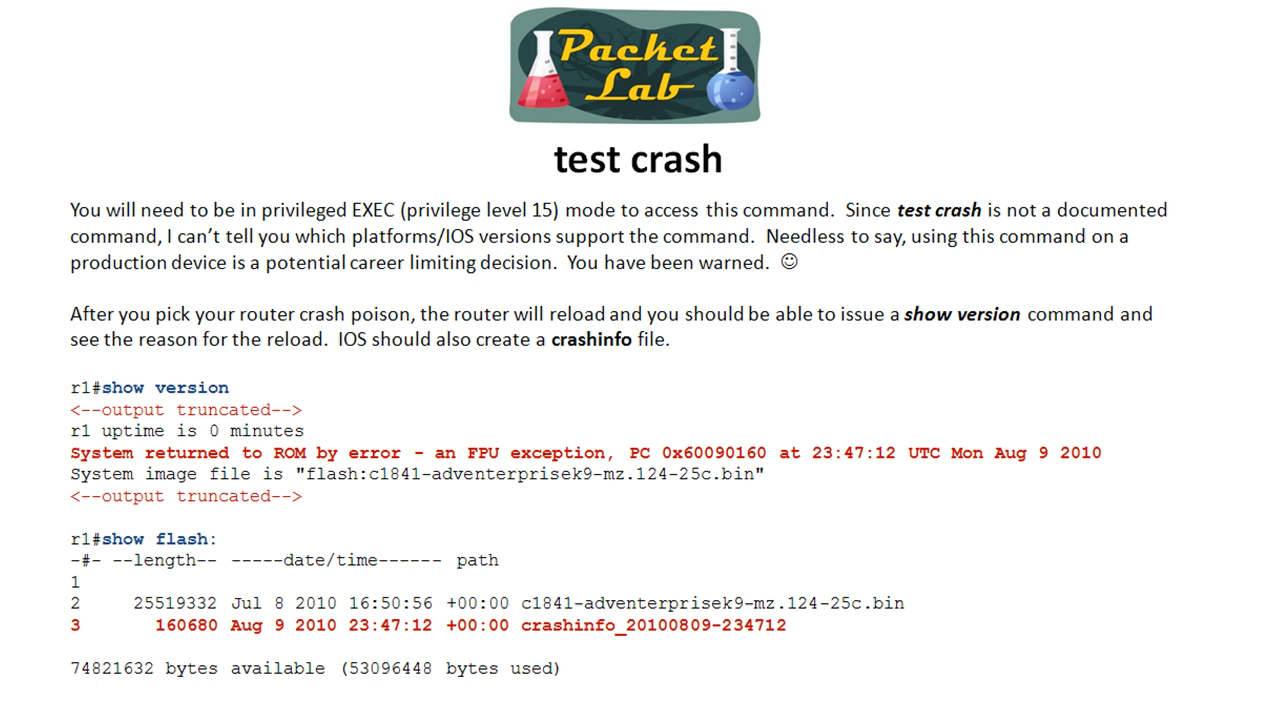 Packet
Lab
test crash
You will need to be in privileged EXEC (privilege level 15) mode to access this command.  Since test crash is not a documented
command, I can’t tell you which platforms/IOS versions support the command.  Needless to say, using this command on a
production device is a potential career limiting decision.  You have been warned.  ☺
After you pick your router crash poison, the router will reload and you should be able to issue a show version command and
see the reason for the reload.  IOS should also create a crashinfo file.
r1#show version
<--output truncated-->
r1 uptime is 0 minutes
System returned to ROM by error - an FPU exception, PC 0x60090160 at 23:47:12 UTC Mon Aug 9 2010
System image file is "flash:c1841-adventerprisek9-mz.124-25c.bin"
<--output truncated-->
r1#show flash:
-#- --length-- -----date/time------ path
1
2     25519332 Jul 8 2010 16:50:56 +00:00 c1841-adventerprisek9-mz.124-25c.bin
3       160680 Aug 9 2010 23:47:12 +00:00 crashinfo_20100809-234712
74821632 bytes available (53096448 bytes used)